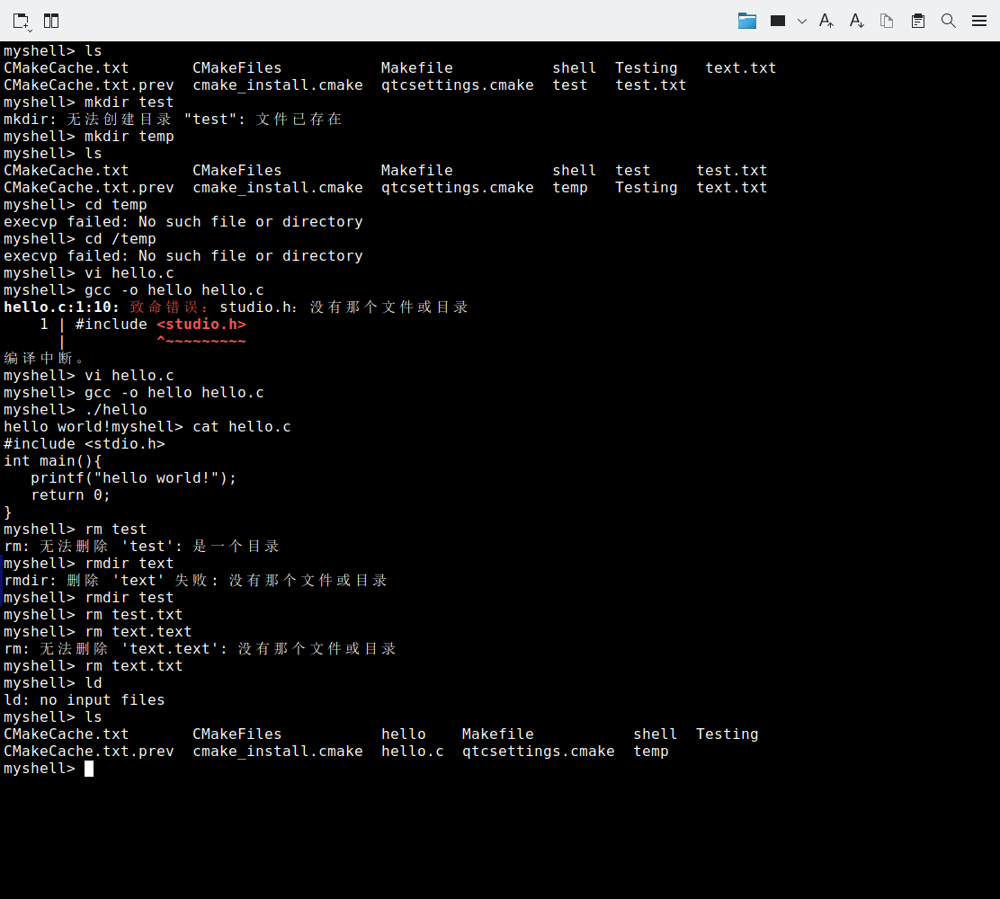 myshell> ls
CMakeCache.txt       CMakeFiles           Makefile           shell  Testing   text.txt
CMakeCache.txt.prev  cmake_install.cmake  qtcsettings.cmake  test   test.txt
myshell> mkdir test
mkdir: 无法创建目录 "test": 文件已存在
myshell> mkdir temp
myshell> ls
CMakeCache.txt       CMakeFiles           Makefile           shell  test     test.txt
CMakeCache.txt.prev  cmake_install.cmake  qtcsettings.cmake  temp   Testing  text.txt
myshell> cd temp
execvp failed: No such file or directory
myshell> cd /temp
execvp failed: No such file or directory
myshell> vi hello.c
myshell> gcc -o hello hello.c
hello.c:1:10: 致命错误：studio.h：没有那个文件或目录
    1 | #include <studio.h>
      |          ^~~~~~~~~~
编译中断。
myshell> vi hello.c
myshell> gcc -o hello hello.c
myshell> ./hello
hello world!myshell> cat hello.c
#include <stdio.h>
int main(){
   printf("hello world!");
   return 0;
}
myshell> rm test
rm: 无法删除 'test': 是一个目录
myshell> rmdir text
rmdir: 删除 'text' 失败: 没有那个文件或目录
myshell> rmdir test
myshell> rm test.txt
myshell> rm text.text
rm: 无法删除 'text.text': 没有那个文件或目录
myshell> rm text.txt
myshell> ld
ld: no input files
myshell> ls
CMakeCache.txt       CMakeFiles           hello    Makefile           shell  Testing
CMakeCache.txt.prev  cmake_install.cmake  hello.c  qtcsettings.cmake  temp
myshell>